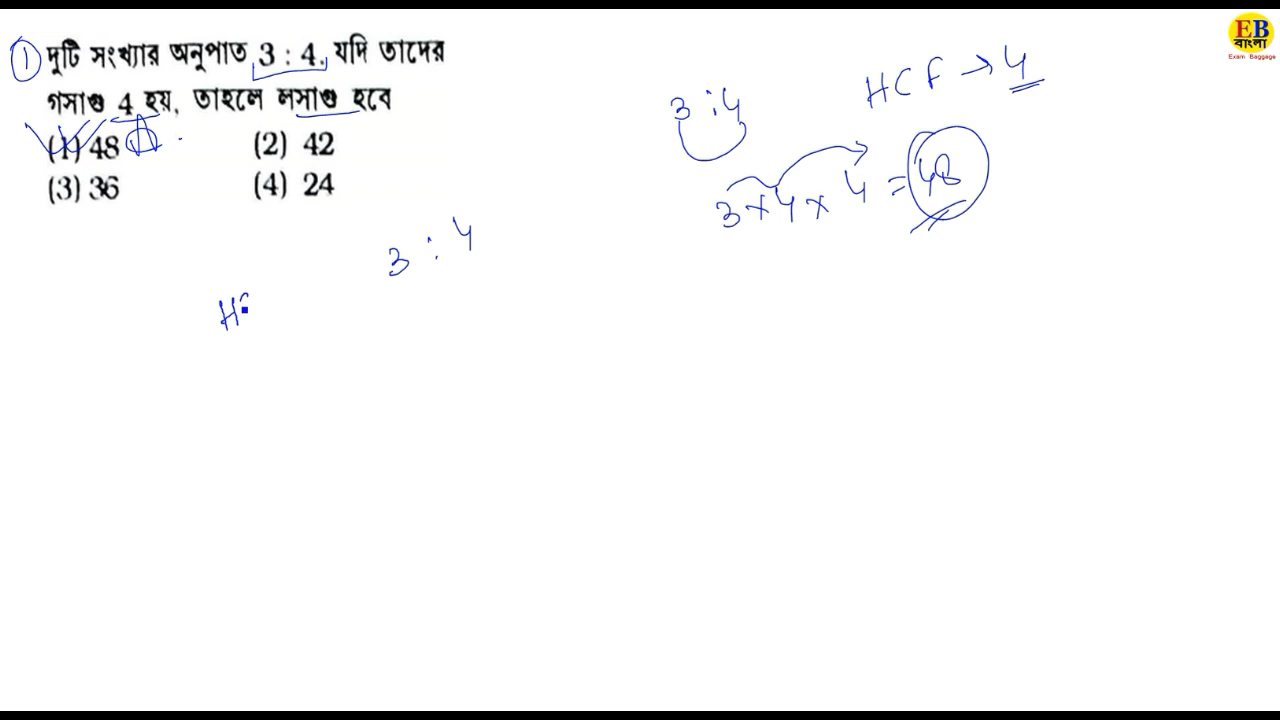 ① দুটি সংখ্যার অনুপাত 3 : 4. যদি তাদের
গসাগু 4 হয়, তাহলে লসাগু হবে
(1) 48 (2) 42
(3) 36 (4) 24
3 : 4
HCF → 4
3 × 4 × 4 = 48
3 : 4
H
EB
বাংলা
Exam Baggage